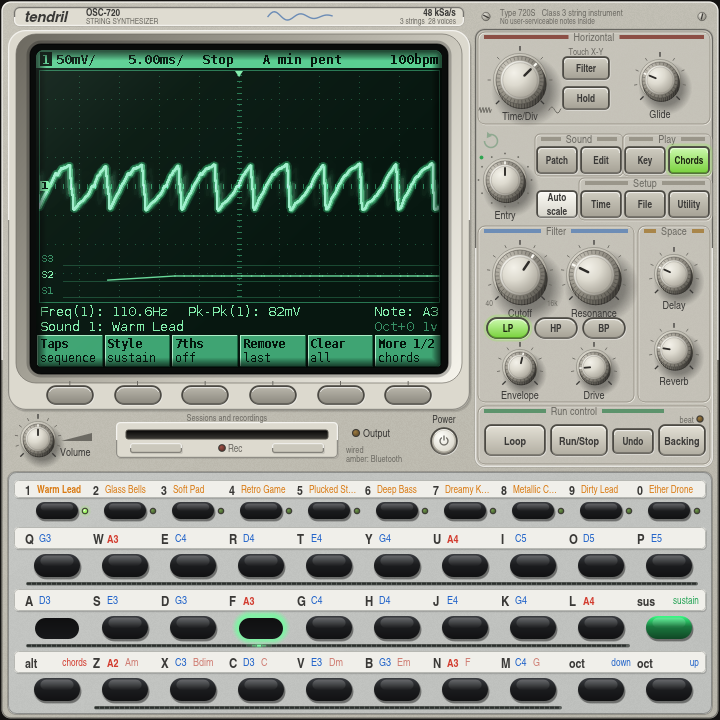 tendril OSC-720 48 kSa/s
STRING SYNTHESIZER 3 strings 28 voices
Type 720S Class 3 string instrument
No user-serviceable notes inside
1 50mV/ 5.00ms/ Stop A min pent 100bpm
1
S3
S2
S1
Freq(1): 110.6Hz Pk-Pk(1): 82mV Note: A3
Sound 1: Warm Lead Oct+0 1v
Taps Style 7ths Remove Clear More 1/2
sequence sustain off last all chords
Horizontal
Touch X-Y
Filter
Hold
Time/Div Glide
Sound Play
Patch Edit Key Chords
Setup
Auto scale Time File Utility
Entry
Filter Space
40 16k
Cutoff Resonance Delay
LP HP BP
Envelope Drive Reverb
Run control
beat
Loop Run/Stop Undo Backing
Volume
Sessions and recordings
Rec
Output
wired
amber: Bluetooth
Power
1 Warm Lead 2 Glass Bells 3 Soft Pad 4 Retro Game 5 Plucked St... 6 Deep Bass 7 Dreamy K... 8 Metallic C... 9 Dirty Lead 0 Ether Drone
Q G3 W A3 E C4 R D4 T E4 Y G4 U A4 I C5 O D5 P E5
A D3 S E3 D G3 F A3 G C4 H D4 J E4 K G4 L A4 sus sustain
alt chords Z A2 Am X C3 Bdim C D3 C V E3 Dm B G3 Em N A3 F M C4 G oct down oct up